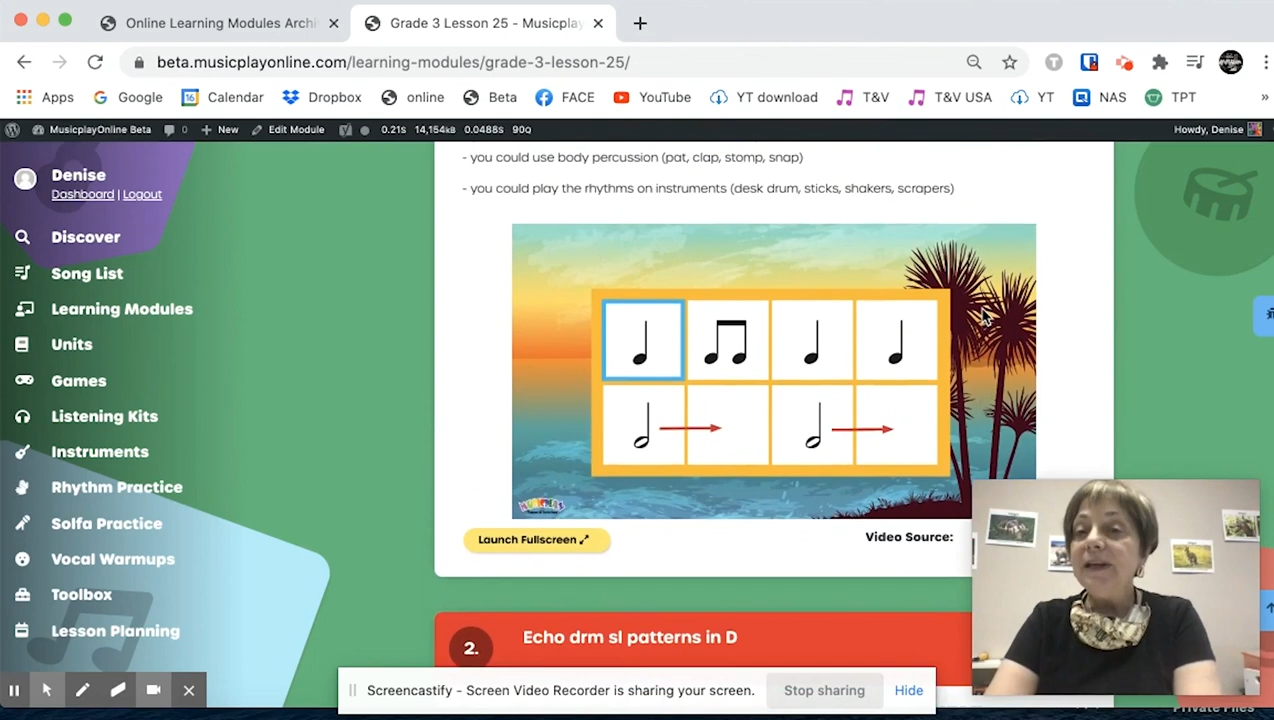 Online Learning Modules Archi
Grade 3 Lesson 25 - Musicplay
beta.musicplayonline.com/learning-modules/grade-3-lesson-25/
Apps
Google
16
Calendar
Dropbox
online
Beta
FACE
YouTube
YT download
T&V
T&V USA
YT
NAS
TPT
»
MusicplayOnline Beta
0
New
Edit Module
0.21S 14,154KB 0.0488S 90Q
Howdy, Denise
Denise
Dashboard | Logout
Discover
Song List
Learning Modules
Units
Games
Listening Kits
Instruments
Rhythm Practice
Solfa Practice
Vocal Warmups
Toolbox
Lesson Planning
- you could use body percussion (pat, clap, stomp, snap)
- you could play the rhythms on instruments (desk drum, sticks, shakers, scrapers)
Launch Fullscreen
Video Source:
2.
Echo drm sl patterns in D
Screencastify - Screen Video Recorder is sharing your screen.
Stop sharing
Hide
Private Files